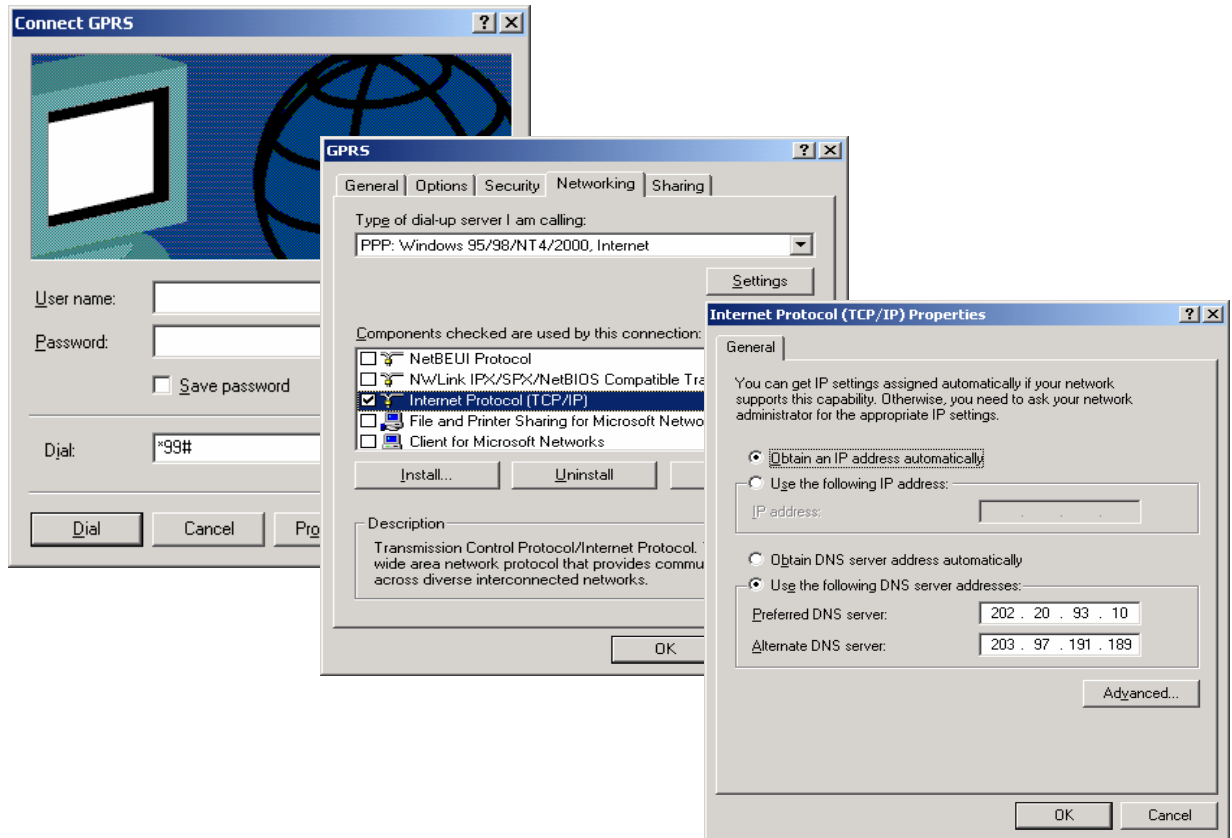 Connect GPRS
User name:
Password:
Save password
Dial:
*99#
Dial
Cancel
Pro
GPRS
General
Options
Security
Networking
Sharing
Type of dial-up server I am calling:
PPP: Windows 95/98/NT4/2000, Internet
Settings
Components checked are used by this connection:
NetBEUI Protocol
NWLink IPX/SPX/NetBIOS Compatible Tra
Internet Protocol (TCP/IP)
File and Printer Sharing for Microsoft Netwo
Client for Microsoft Networks
Install...
Uninstall
Description
Transmission Control Protocol/Internet Protocol.
wide area network protocol that provides commu
across diverse interconnected networks.
OK
Internet Protocol (TCP/IP) Properties
General
You can get IP settings assigned automatically if your network
supports this capability. Otherwise, you need to ask your network
administrator for the appropriate IP settings.
Obtain an IP address automatically
Use the following IP address:
IP address:
Obtain DNS server address automatically
Use the following DNS server addresses:
Preferred DNS server:
202 . 20 . 93 . 10
Alternate DNS server:
203 . 97 . 191 . 189
Advanced...
OK
Cancel